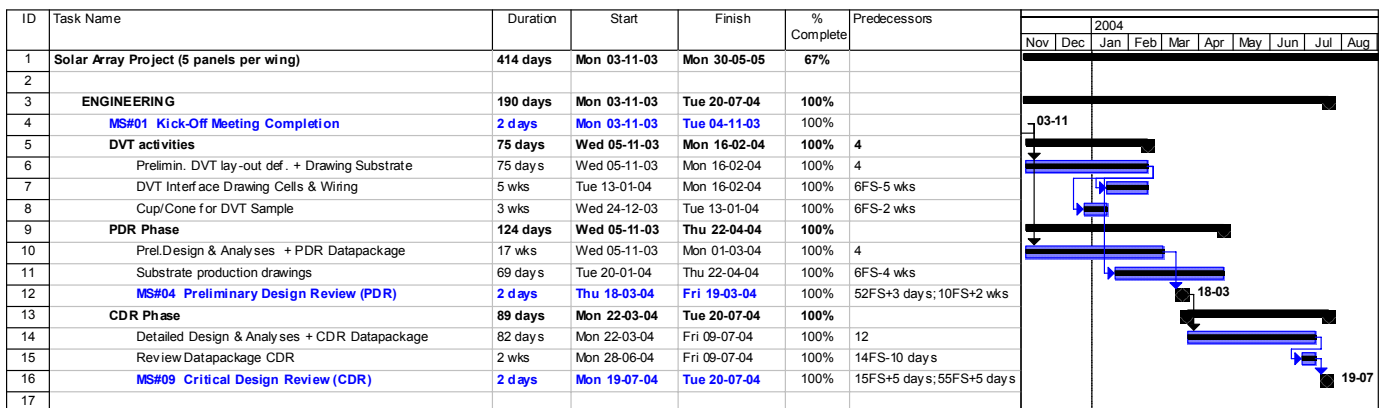 ID Task Name Duration Start Finish % Complete Predecessors 2004
Nov Dec Jan Feb Mar Apr May Jun Jul Aug
1 Solar Array Project (5 panels per wing) 414 days Mon 03-11-03 Mon 30-05-05 67%
2
3 ENGINEERING 190 days Mon 03-11-03 Tue 20-07-04 100%
4 MS#01 Kick-Off Meeting Completion 2 days Mon 03-11-03 Tue 04-11-03 100% 03-11
5 DVT activities 75 days Wed 05-11-03 Mon 16-02-04 100% 4
6 Prelimin. DVT lay-out def. + Drawing Substrate 75 days Wed 05-11-03 Mon 16-02-04 100% 4
7 DVT Interface Drawing Cells & Wiring 5 wks Tue 13-01-04 Mon 16-02-04 100% 6FS-5 wks
8 Cup/Cone for DVT Sample 3 wks Wed 24-12-03 Tue 13-01-04 100% 6FS-2 wks
9 PDR Phase 124 days Wed 05-11-03 Thu 22-04-04 100%
10 Prel.Design & Analyses + PDR Datapackage 17 wks Wed 05-11-03 Mon 01-03-04 100% 4
11 Substrate production drawings 69 days Tue 20-01-04 Thu 22-04-04 100% 6FS-4 wks
12 MS#04 Preliminary Design Review (PDR) 2 days Thu 18-03-04 Fri 19-03-04 100% 52FS+3 days;10FS+2 wks 18-03
13 CDR Phase 89 days Mon 22-03-04 Tue 20-07-04 100%
14 Detailed Design & Analyses + CDR Datapackage 82 days Mon 22-03-04 Fri 09-07-04 100% 12
15 Review Datapackage CDR 2 wks Mon 28-06-04 Fri 09-07-04 100% 14FS-10 days
16 MS#09 Critical Design Review (CDR) 2 days Mon 19-07-04 Tue 20-07-04 100% 15FS+5 days;55FS+5 days 19-07
17